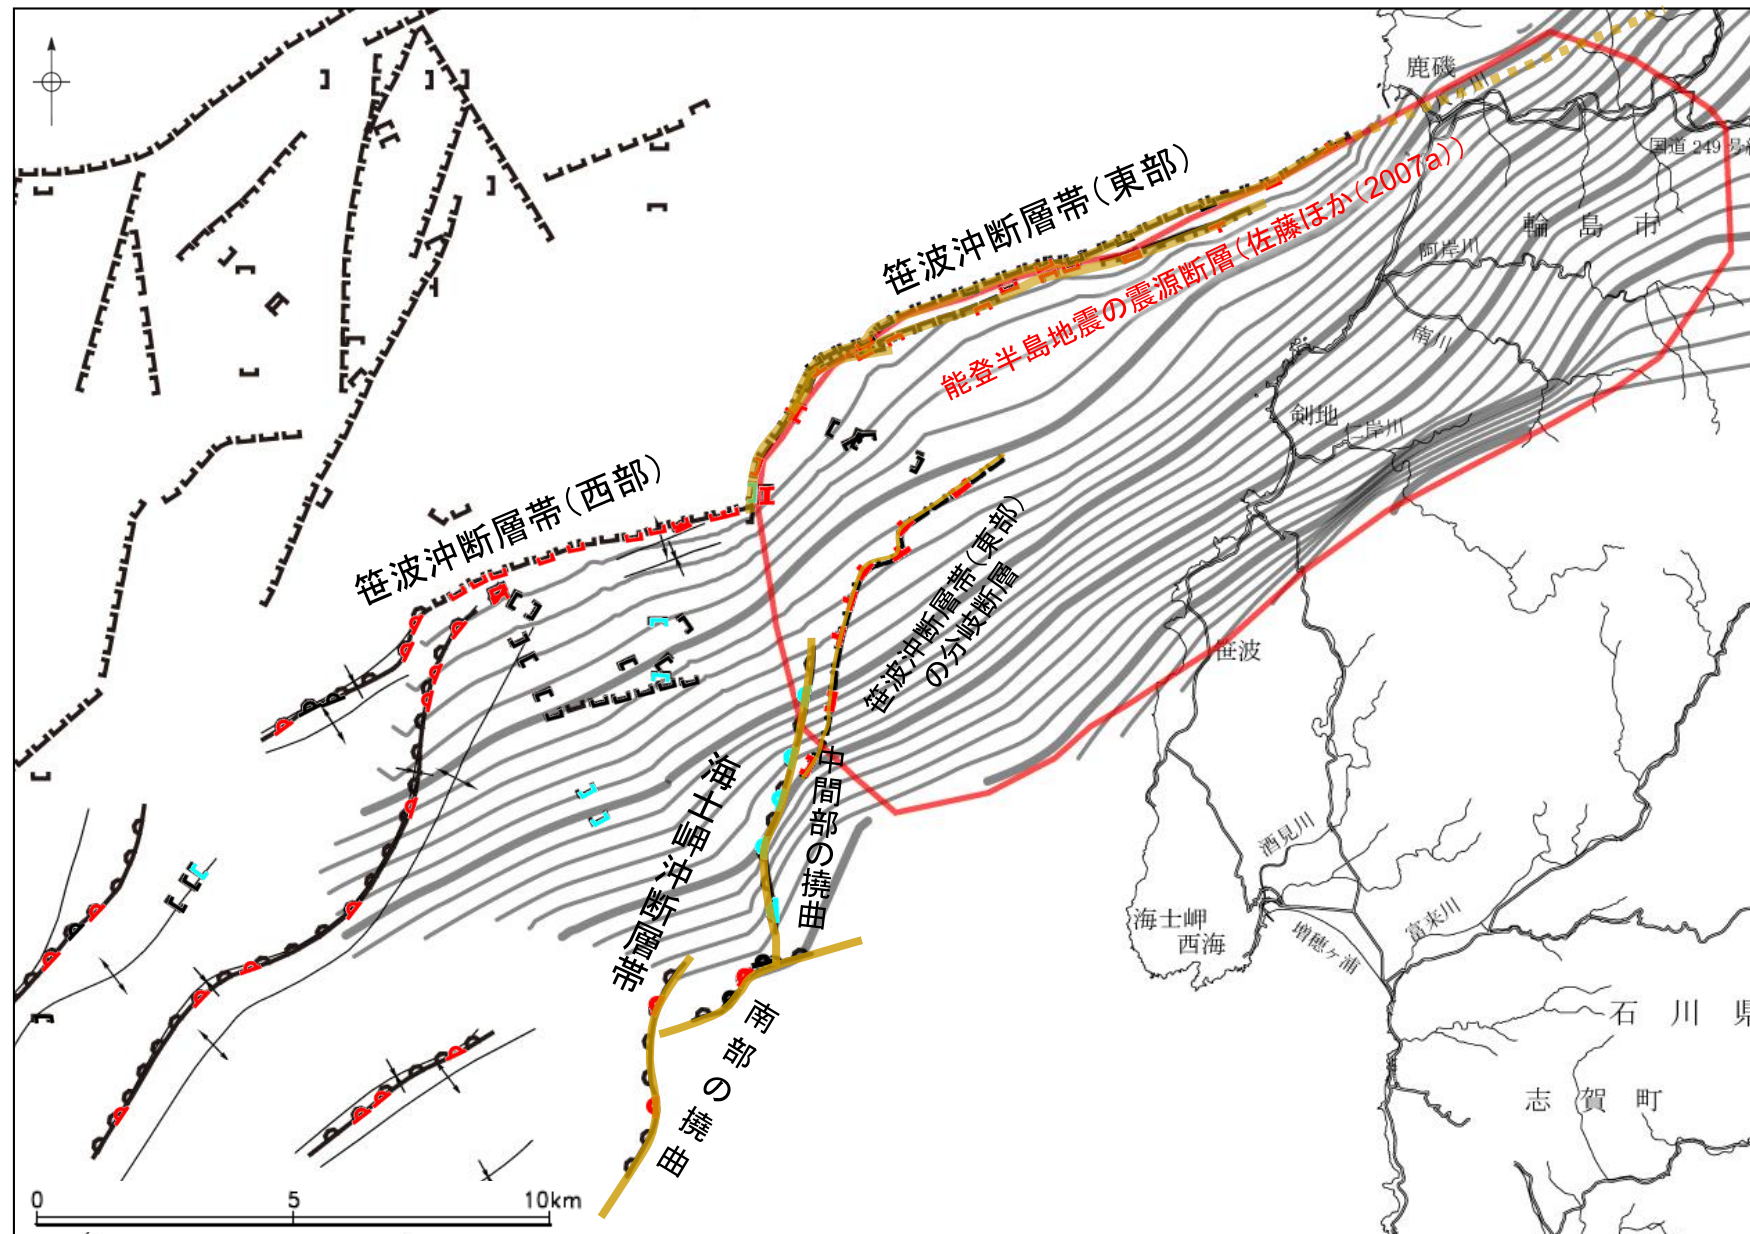 鹿磯
国道 249 号
笹波沖断層帯(東部)
能登半島地震の震源断層(佐藤ほか(2007a))
輪島市
阿岸川
南川
剣地
仁岸川
笹波沖断層帯(西部)
笹波沖断層帯(東部)
の分岐断層
笹波
海士岬沖断層帯
中間部の撓曲
酒見川
海士岬
西海
増穂ヶ浦
富来川
南部の撓曲
石川県
志賀町
0 5 10km